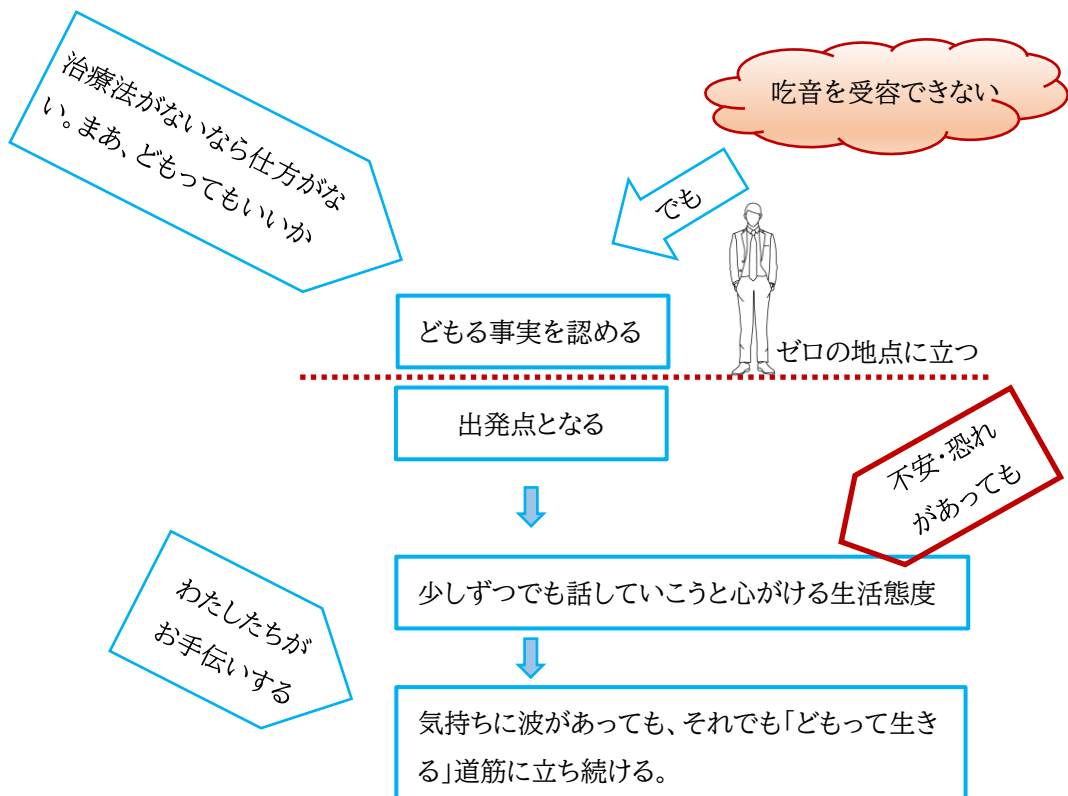 治療法がないなら仕方がな
い。まあ、どもってもいいか
吃音を受容できない
でも
どもる事実を認める
ゼロの地点に立つ
出発点となる
不安・恐れ
があっても
少しずつでも話していこうと心がける生活態度
わたしたちが
お手伝いする
気持ちに波があっても、それでも「どもって生き
る」道筋に立ち続ける。